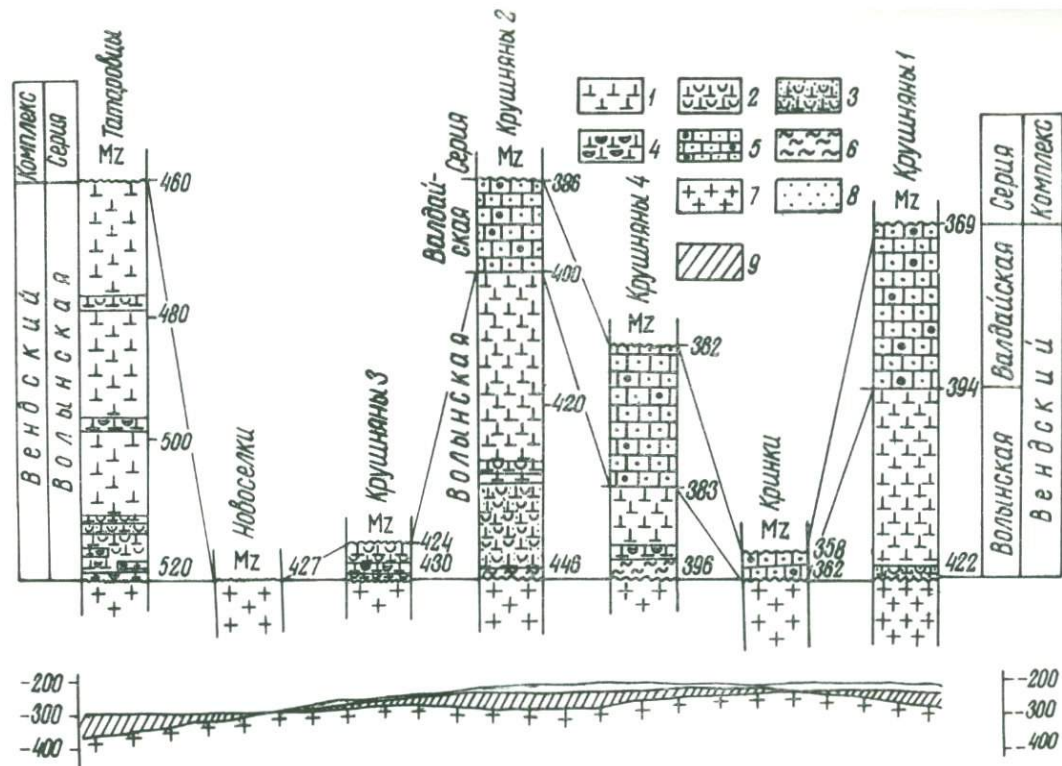 Комплекс
Серия
Татаровцы
Mz
460
480
500
520
Вендский
Волынская
Новоселки
Mz
427
Крушняны 3
Mz
424
430
Валдай-
ская
Серия
Волынская
Крушняны 2
Mz
386
400
420
446
1
2
3
4
5
6
7
8
9
Крушняны 4
Mz
382
383
396
Кринки
Mz
358
362
Крушняны 1
Mz
369
394
422
Серия
Комплекс
Валдайская
Волынская
Вендский
-200
-300
-400
-200
-300
-400